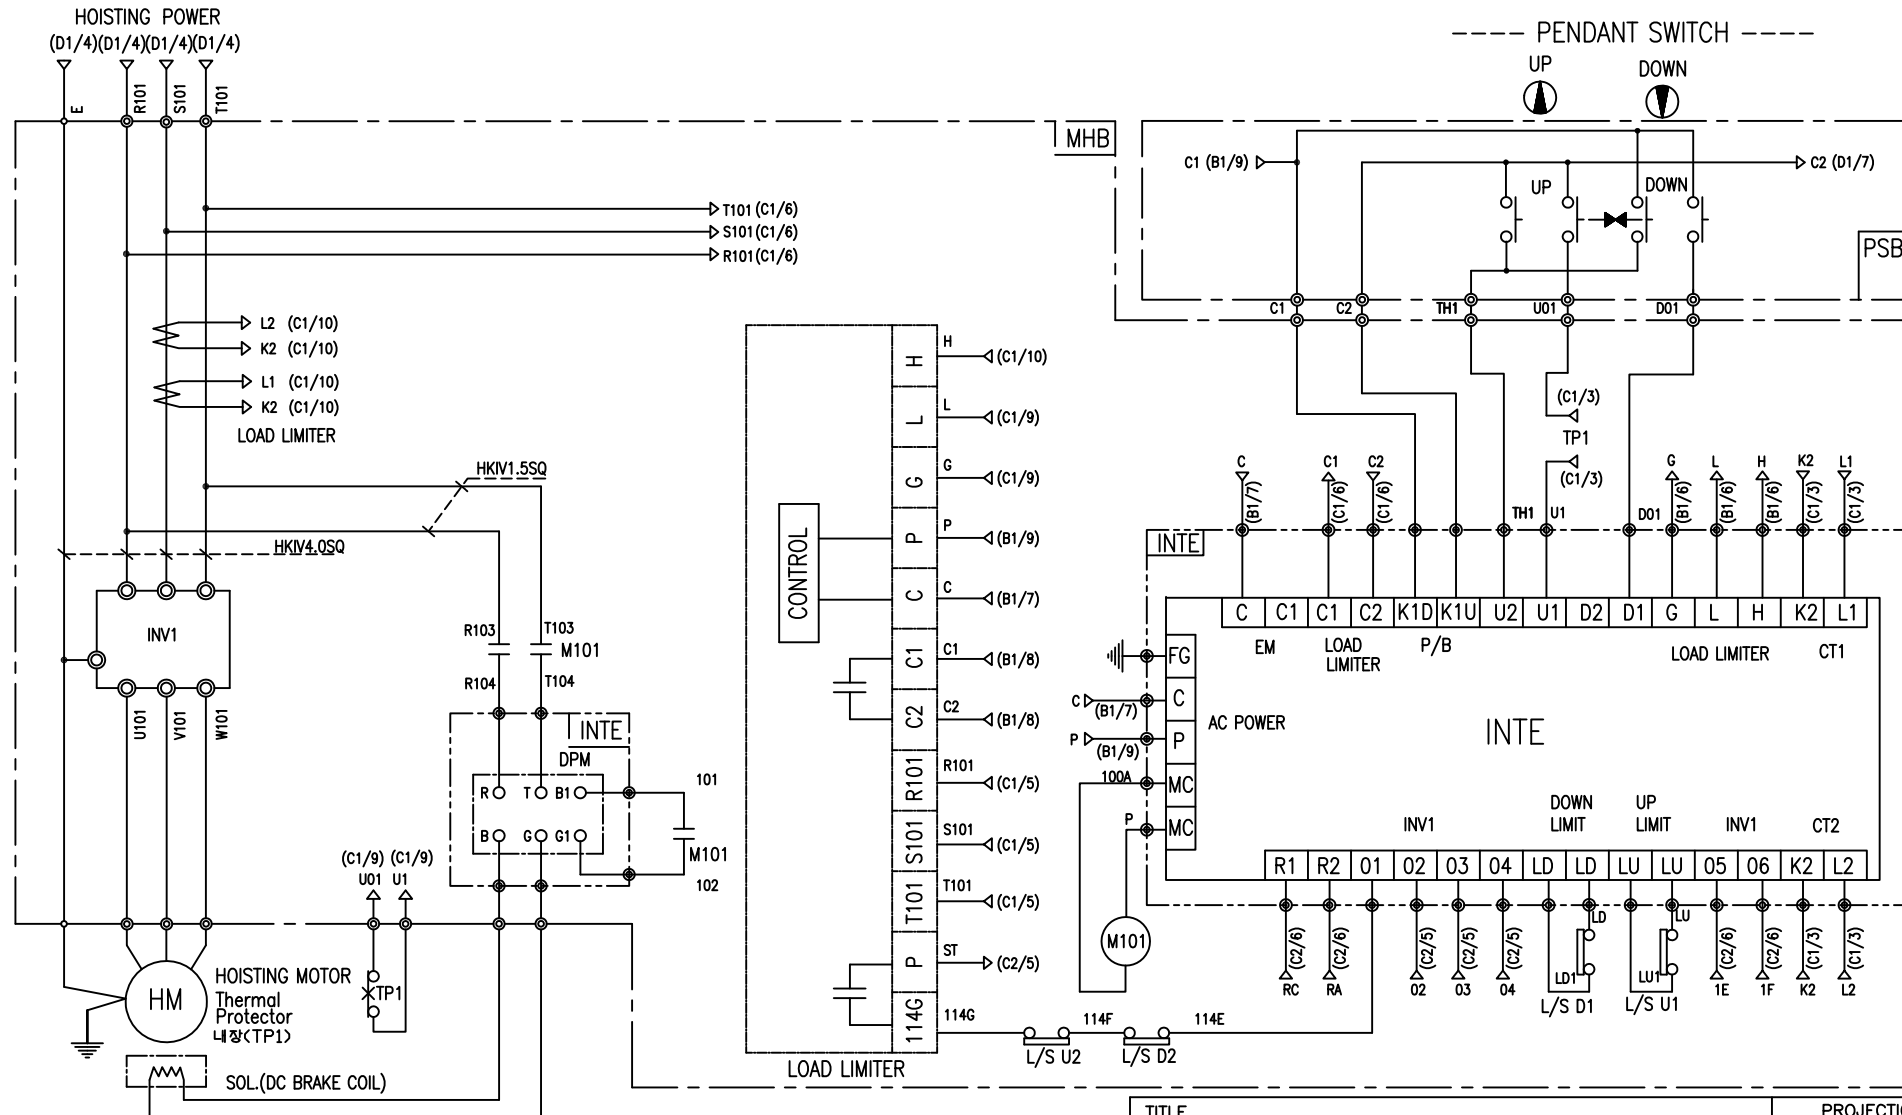 HOISTING POWER
(D1/4)(D1/4)(D1/4)(D1/4)
E
R101
S101
T101
MHB
T101 (C1/6)
S101 (C1/6)
R101 (C1/6)
L2 (C1/10)
K2 (C1/10)
L1 (C1/10)
K2 (C1/10)
LOAD LIMITER
HKIV1.5SQ
HKIV4.0SQ
INV1
U101
V101
W101
R103
T103
M101
R104
T104
INTE
DPM
R
T
B1
B
G
G1
101
M101
102
(C1/9) (C1/9)
U01 U1
TP1
HM
HOISTING MOTOR
Thermal
Protector
내장(TP1)
SOL.(DC BRAKE COIL)
CONTROL
H
L
G
P
C
C1
C2
R101
S101
T101
P
114G
H (C1/10)
L (C1/9)
G (C1/9)
P (B1/9)
C (B1/7)
C1 (B1/8)
C2 (B1/8)
R101 (C1/5)
S101 (C1/5)
T101 (C1/5)
ST (C2/5)
114G
LOAD LIMITER
L/S U2
114F
L/S D2
114E
PENDANT SWITCH
UP
DOWN
C1 (B1/9)
C2 (D1/7)
UP
DOWN
PSB
C1
C2
TH1
U01
D01
(C1/3)
TP1
(C1/3)
C (B1/7)
C1 (C1/6)
C2 (C1/6)
TH1
U1
D01
G (B1/6)
L (B1/6)
H (B1/6)
K2 (C1/3)
L1 (C1/3)
INTE
C C1 C1 C2 K1D K1U U2 U1 D2 D1 G L H K2 L1
EM
LOAD
LIMITER
P/B
LOAD LIMITER
CT1
FG
C
P
MC
MC
C (B1/7)
P (B1/9)
100A
P
M101
AC POWER
INTE
INV1
DOWN
LIMIT
UP
LIMIT
INV1
CT2
R1 R2 01 02 03 04 LD LD LU LU 05 06 K2 L2
(C2/6) RC
(C2/6) RA
(C2/5) 02
(C2/5) 03
(C2/5) 04
LD
LD1
L/S D1
LU
LU1
L/S U1
(C2/6) 1E
(C2/6) 1F
(C1/3) K2
(C1/3) L2
TITLE